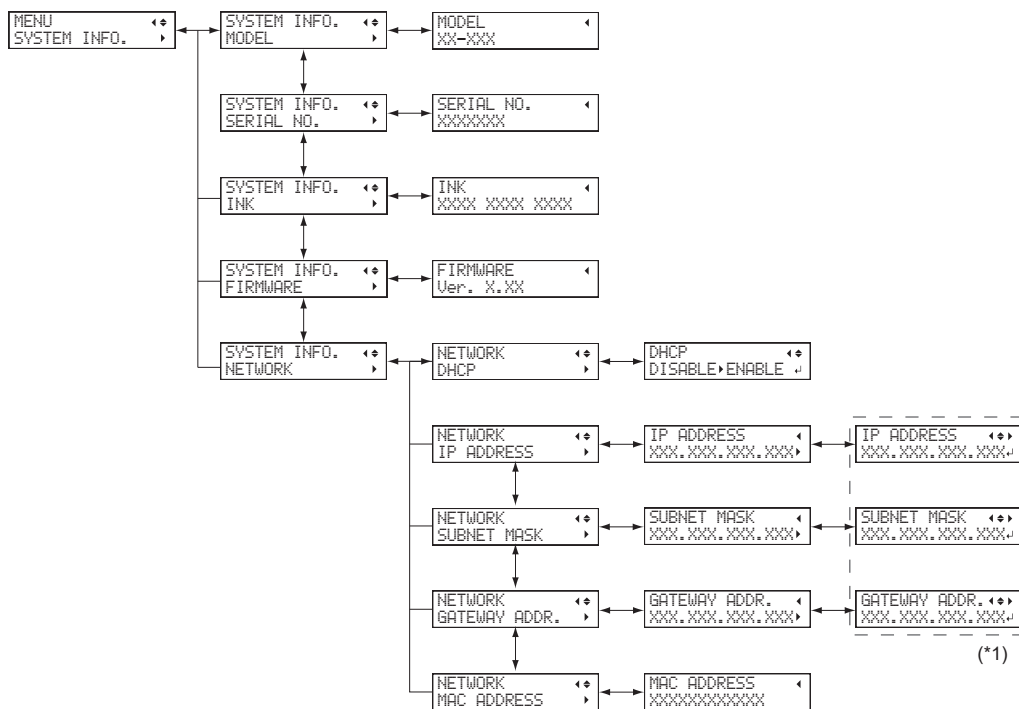 MENU
SYSTEM INFO.
SYSTEM INFO.
MODEL
MODEL
XX-XXX
SYSTEM INFO.
SERIAL NO.
SERIAL NO.
XXXXXXX
SYSTEM INFO.
INK
INK
XXXX XXXX XXXX
SYSTEM INFO.
FIRMWARE
FIRMWARE
Ver. X.XX
SYSTEM INFO.
NETWORK
NETWORK
DHCP
DHCP
DISABLE▸ENABLE ↵
NETWORK
IP ADDRESS
IP ADDRESS
XXX.XXX.XXX.XXX
IP ADDRESS
XXX.XXX.XXX.XXX↵
NETWORK
SUBNET MASK
SUBNET MASK
XXX.XXX.XXX.XXX
SUBNET MASK
XXX.XXX.XXX.XXX↵
NETWORK
GATEWAY ADDR.
GATEWAY ADDR.
XXX.XXX.XXX.XXX
GATEWAY ADDR.
XXX.XXX.XXX.XXX↵
(*1)
NETWORK
MAC ADDRESS
MAC ADDRESS
XXXXXXXXXXXX